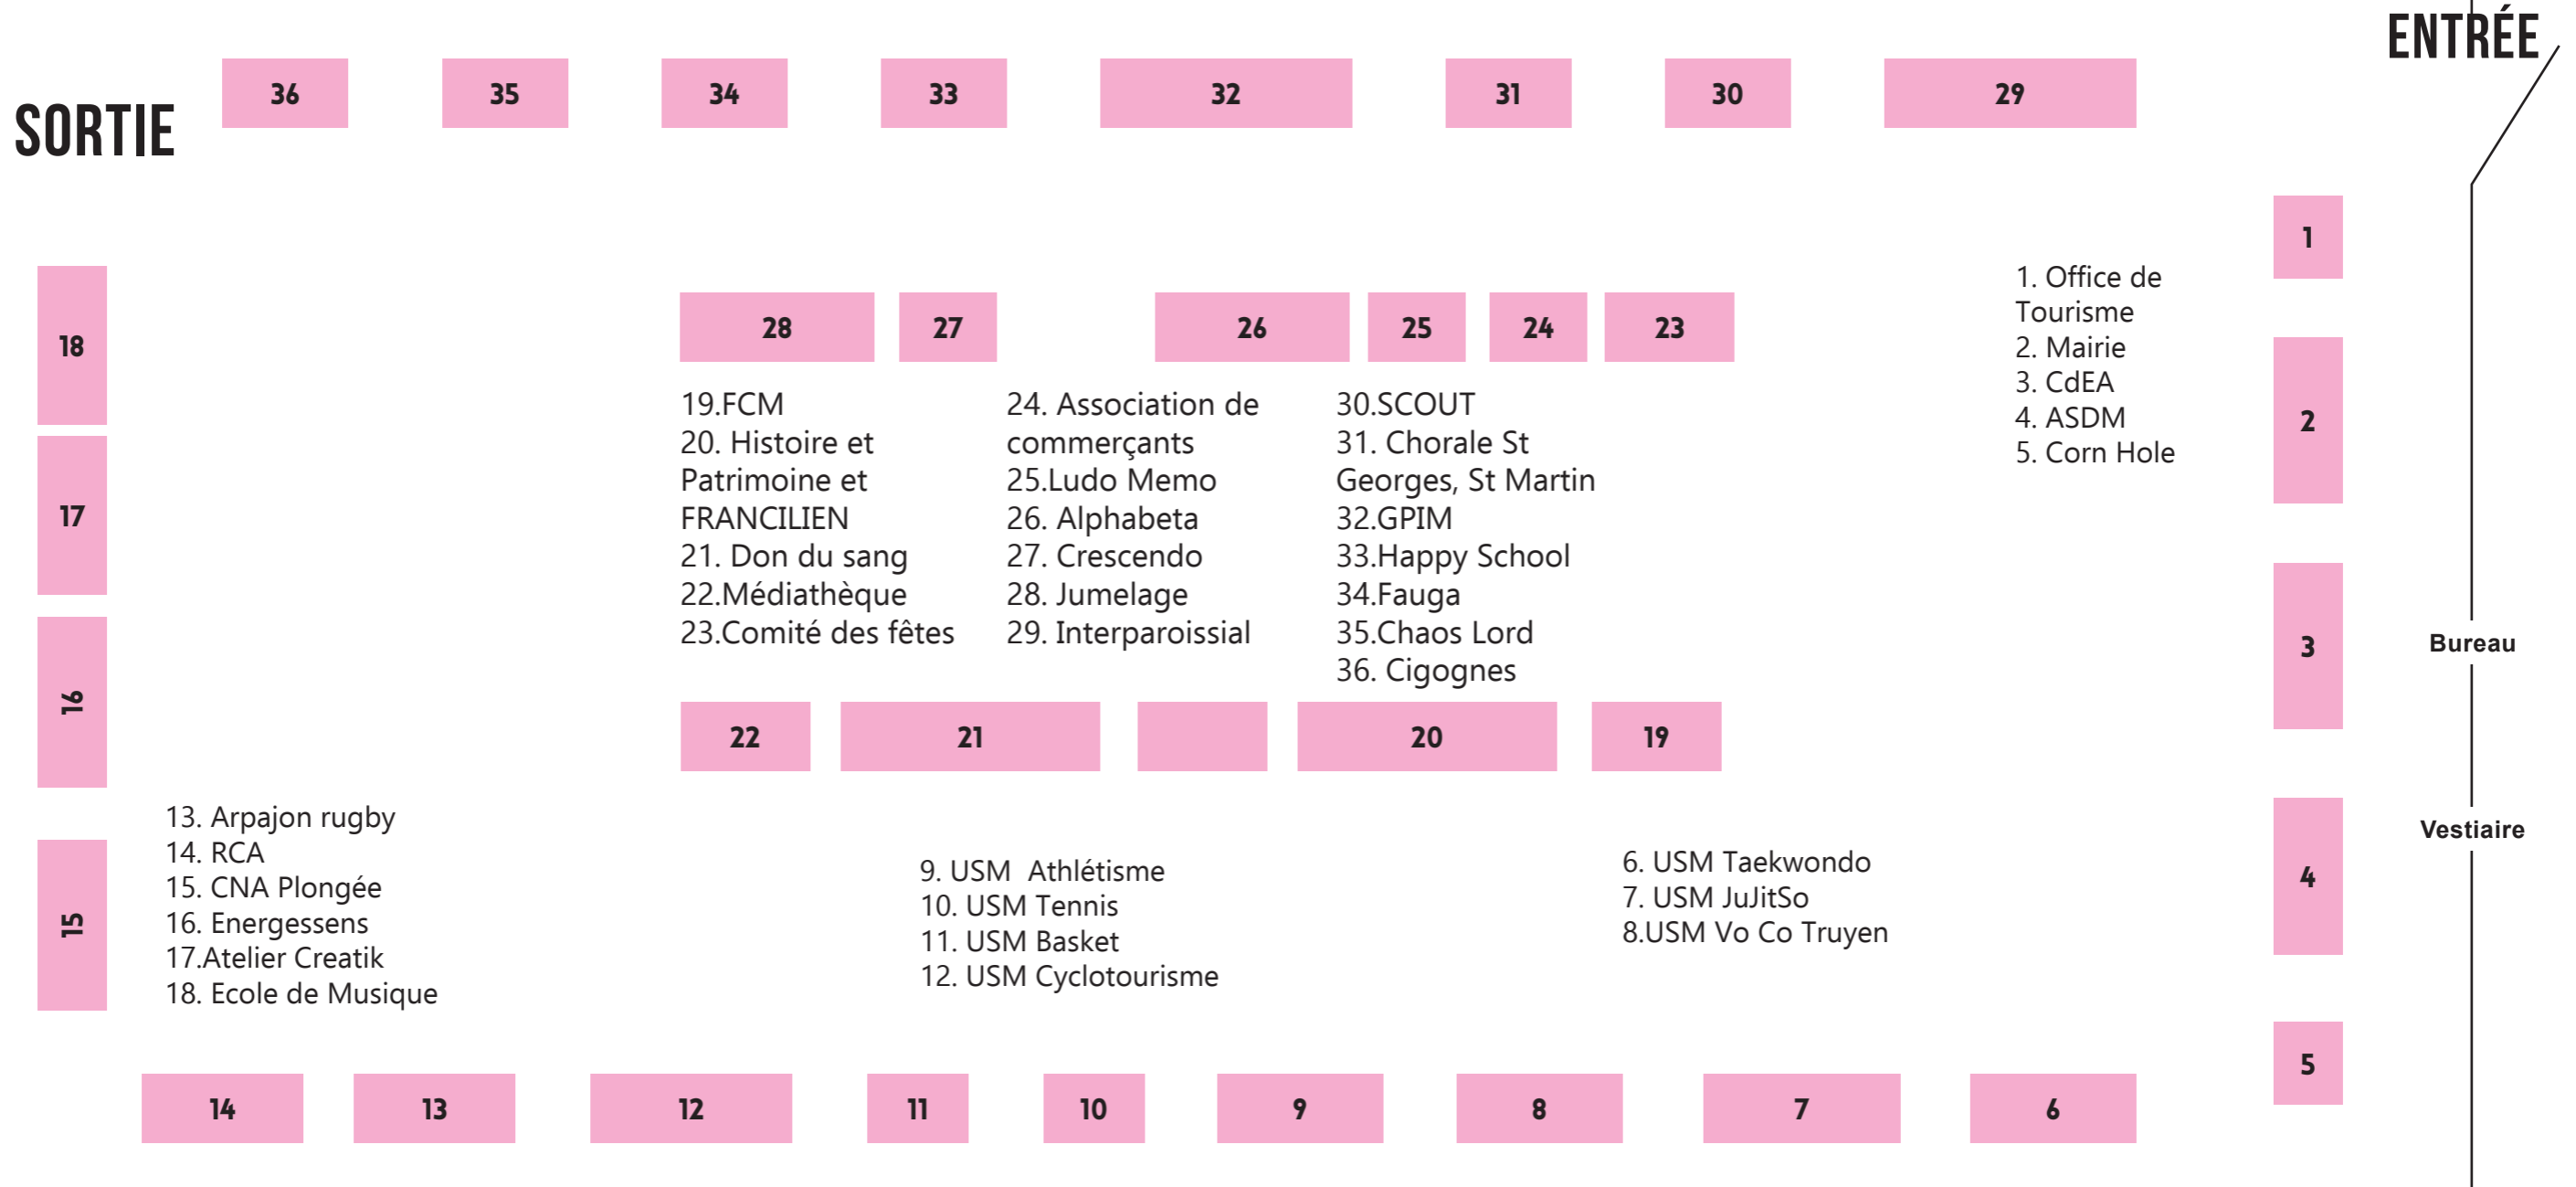 ENTRÉE
SORTIE
36
35
34
33
32
31
30
29
1
2
3
4
5
Bureau
Vestiaire
1. Office de
Tourisme
2. Mairie
3. CdEA
4. ASDM
5. Corn Hole
18
17
16
15
28
27
26
25
24
23
19.FCM
20. Histoire et
Patrimoine et
FRANCILIEN
21. Don du sang
22.Médiathèque
23.Comité des fêtes
24. Association de
commerçants
25.Ludo Memo
26. Alphabeta
27. Crescendo
28. Jumelage
29. Interparoissial
30.SCOUT
31. Chorale St
Georges, St Martin
32.GPIM
33.Happy School
34.Fauga
35.Chaos Lord
36. Cigognes
22
21
20
19
13. Arpajon rugby
14. RCA
15. CNA Plongée
16. Energessens
17.Atelier Creatik
18. Ecole de Musique
9. USM  Athlétisme
10. USM Tennis
11. USM Basket
12. USM Cyclotourisme
6. USM Taekwondo
7. USM JuJitSo
8.USM Vo Co Truyen
14
13
12
11
10
9
8
7
6